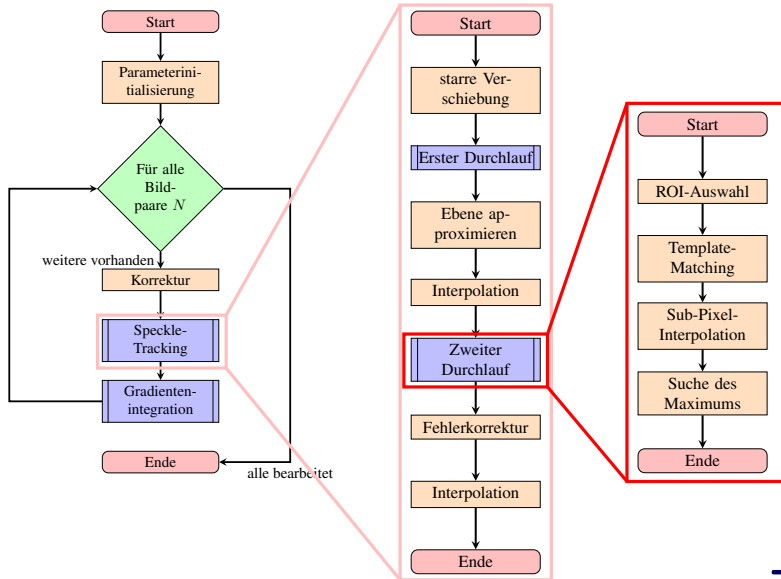 Start
Parameterini-
tialisierung
Für alle
Bild-
paare N
weitere vorhanden
Korrektur
Speckle-
Tracking
Gradienten-
integration
Ende
alle bearbeitet
Start
starre Ver-
schiebung
Erster Durchlauf
Ebene ap-
proximieren
Interpolation
Zweiter
Durchlauf
Fehlerkorrektur
Interpolation
Ende
Start
ROI-Auswahl
Template-
Matching
Sub-Pixel-
Interpolation
Suche des
Maximums
Ende